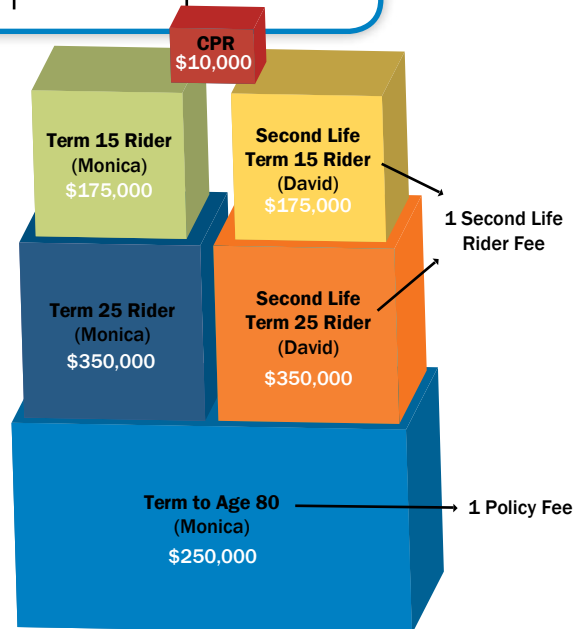 CPR
$10,000
Term 15 Rider
(Monica)
$175,000
Second Life
Term 15 Rider
(David)
$175,000
1 Second Life
Rider Fee
Term 25 Rider
(Monica)
$350,000
Second Life
Term 25 Rider
(David)
$350,000
Term to Age 80
(Monica)
$250,000
1 Policy Fee